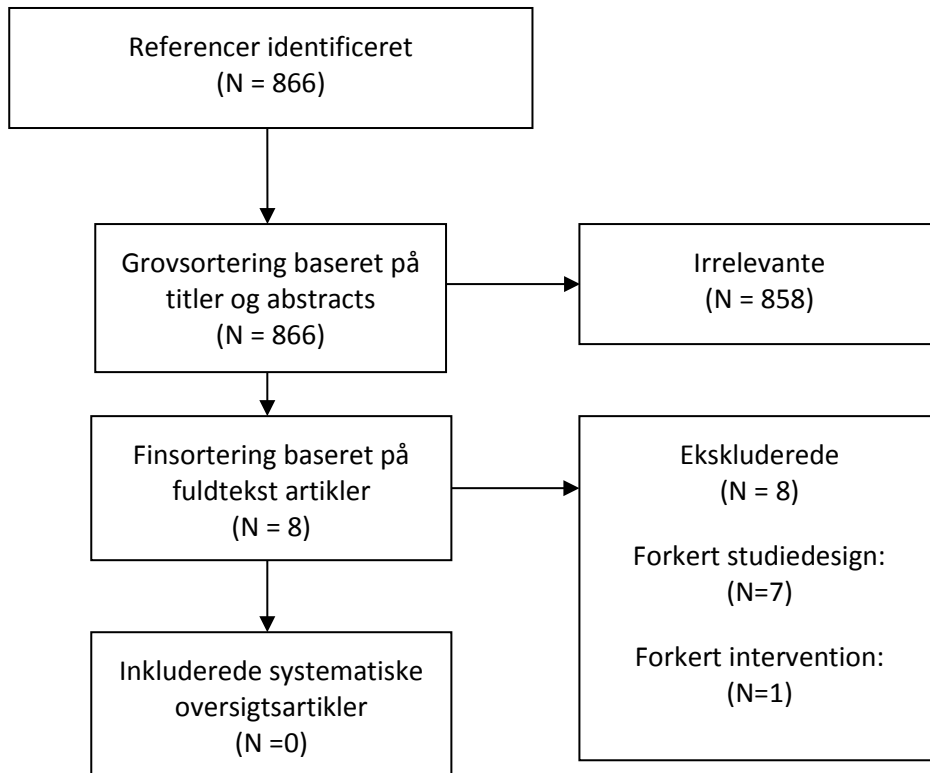 Referencer identificeret
(N = 866)
Grovsortering baseret på
titler og abstracts
(N = 866)
Irrelevante
(N = 858)
Finsortering baseret på
fuldtekst artikler
(N = 8)
Ekskluderede
(N = 8)
Forkert studiedesign:
(N=7)
Forkert intervention:
(N=1)
Inkluderede systematiske
oversigtsartikler
(N =0)